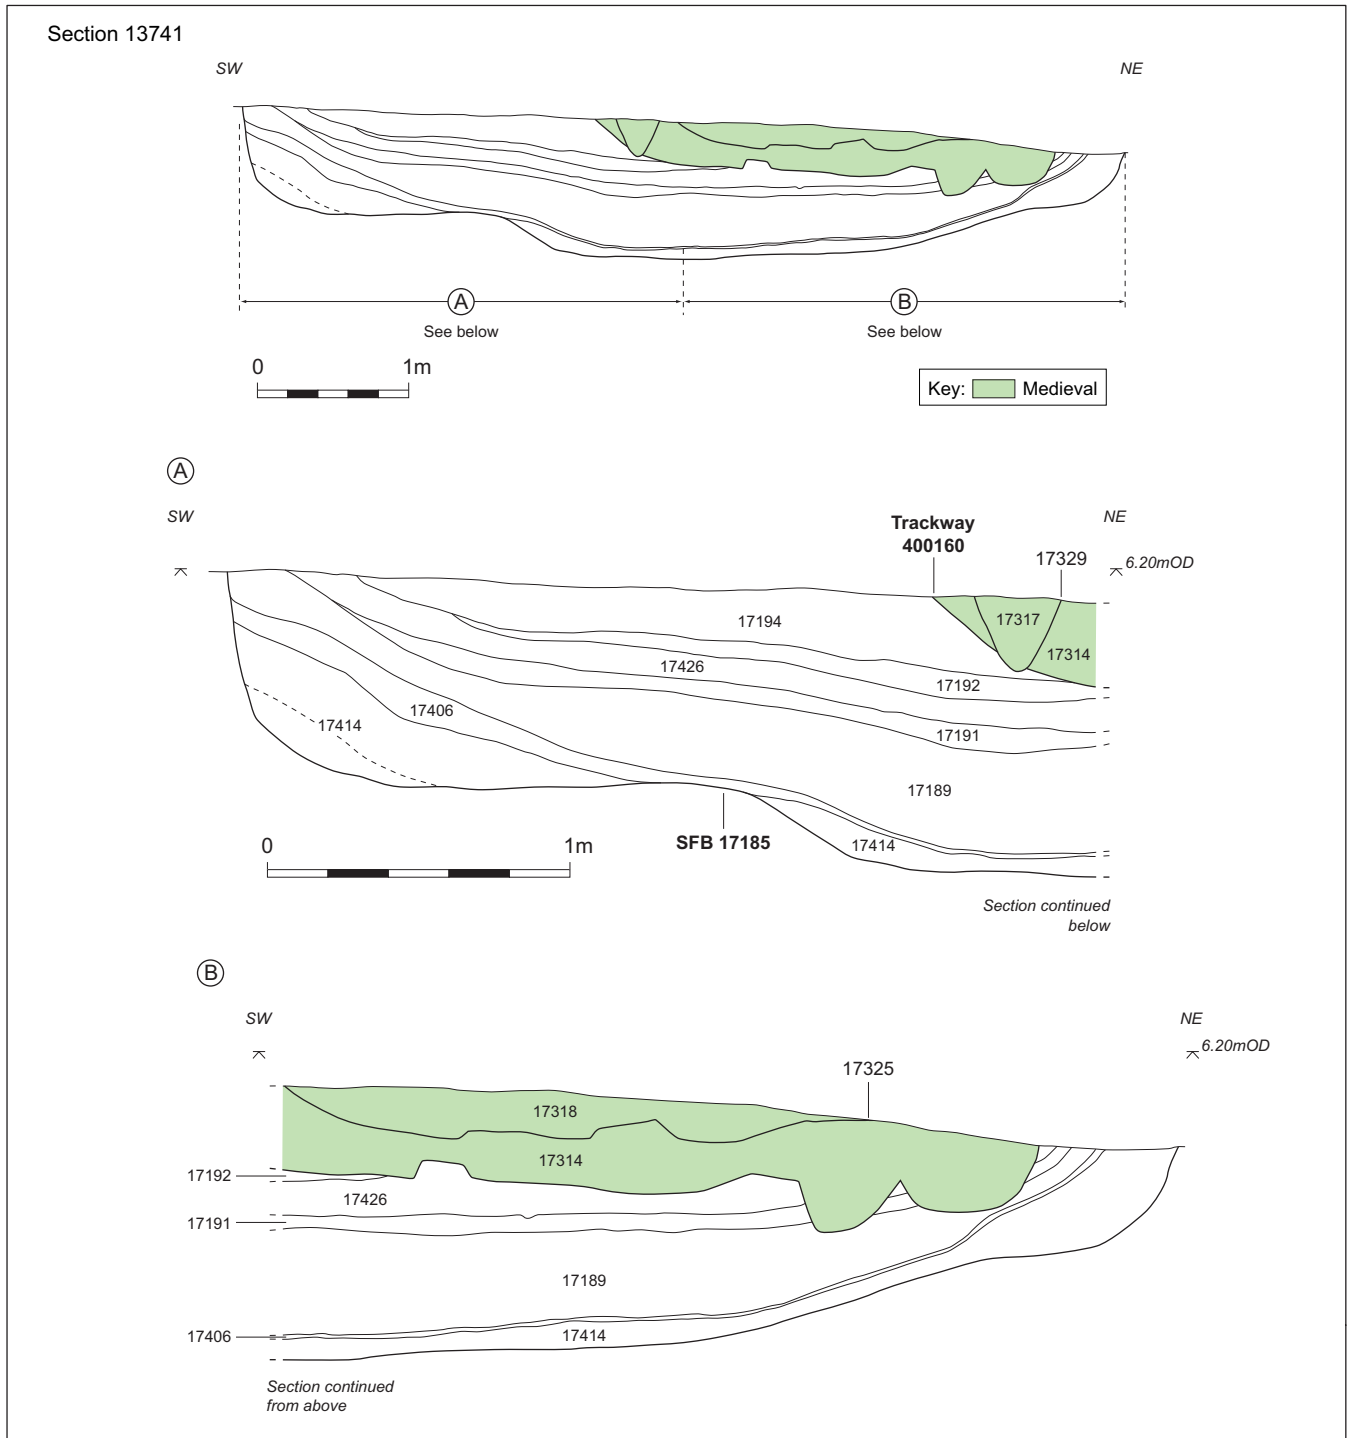 Section 13741
SW
NE
A
B
See below
See below
0 1m
Key: Medieval
A
SW
NE
Trackway
400160
17329
6.20mOD
17194
17317
17314
17426
17192
17406
17414
17191
17189
SFB 17185
17414
0 1m
Section continued
below
B
SW
NE
6.20mOD
17325
17318
17314
17192
17426
17191
17189
17406
17414
Section continued
from above